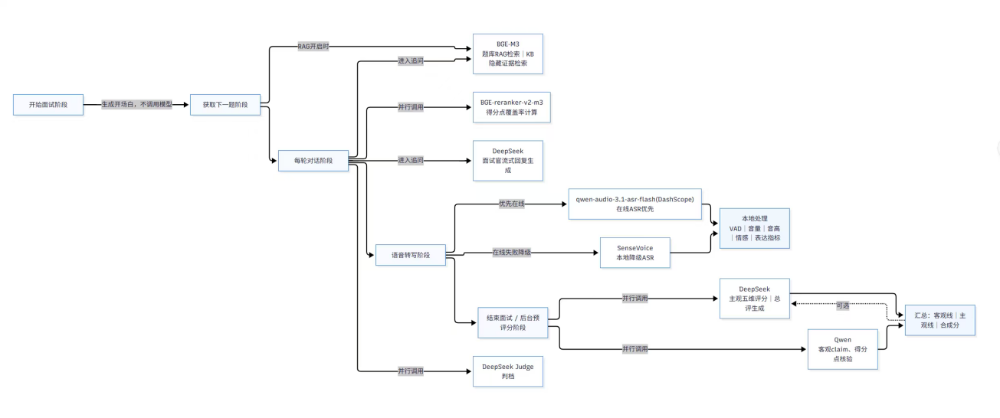 RAG开启时
BGE-M3
题库RAG检索｜KB
隐藏证据检索
进入追问
开始面试阶段
生成开场白，不调用模型
获取下一题阶段
并行调用
BGE-reranker-v2-m3
得分点覆盖率计算
每轮对话阶段
进入追问
DeepSeek
面试官流式回复生
成
优先在线
qwen-audio-3.1-asr-flash(DashScope)
在线ASR优先
本地处理
VAD｜音量｜音高
｜情感｜表达指标
语音转写阶段
在线失败降级
SenseVoice
本地降级ASR
并行调用
DeepSeek
主观五维评分｜总
评生成
可选
结束面试 / 后台预
评分阶段
汇总：客观线｜主
观线｜合成分
并行调用
Qwen
客观claim、得分
点核验
并行调用
DeepSeek Judge
判档